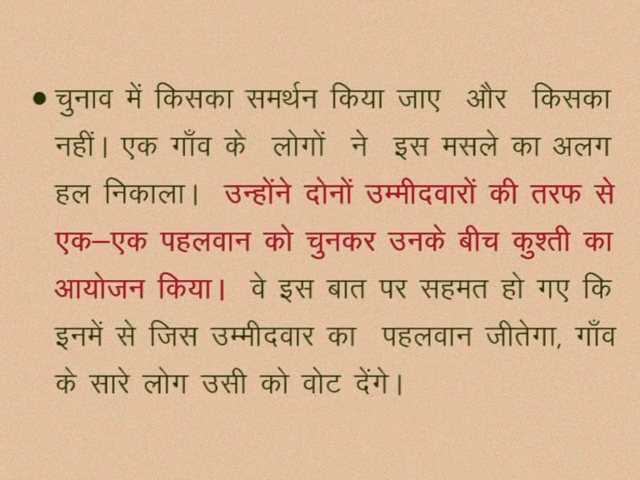 • चुनाव में किसका समर्थन किया जाए और किसका
नहीं। एक गाँव के लोगों ने इस मसले का अलग
हल निकाला। उन्होंने दोनों उम्मीदवारों की तरफ से
एक–एक पहलवान को चुनकर उनके बीच कुश्ती का
आयोजन किया। वे इस बात पर सहमत हो गए कि
इनमें से जिस उम्मीदवार का पहलवान जीतेगा, गाँव
के सारे लोग उसी को वोट देंगे।